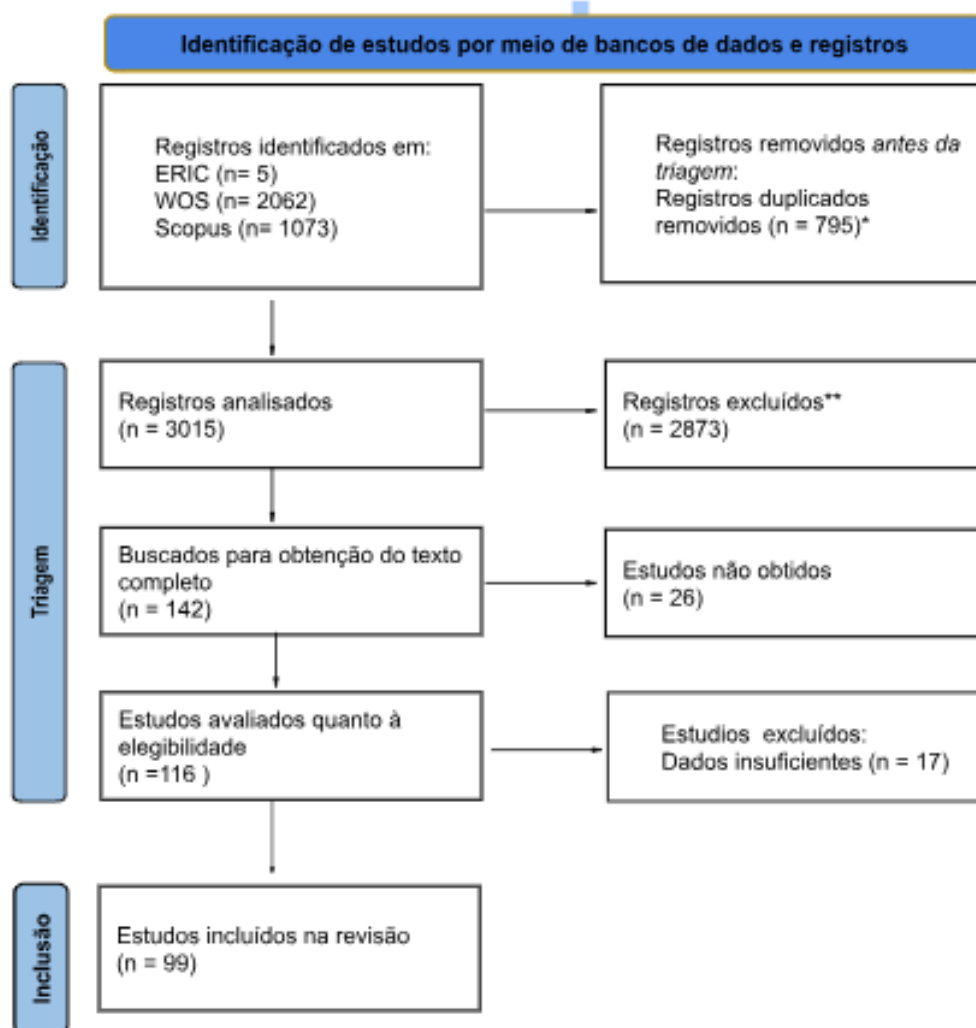 Identificação de estudos por meio de bancos de dados e registros
Identificação
Registros identificados em:
ERIC (n= 5)
WOS (n= 2062)
Scopus (n= 1073)
Registros removidos antes da
triagem:
Registros duplicados
removidos (n = 795)*
Triagem
Registros analisados
(n = 3015)
Registros excluídos**
(n = 2873)
Buscados para obtenção do texto
completo
(n = 142)
Estudos não obtidos
(n = 26)
Estudos avaliados quanto à
elegibilidade
(n =116 )
Estudios excluídos:
Dados insuficientes (n = 17)
Inclusão
Estudos incluídos na revisão
(n = 99)